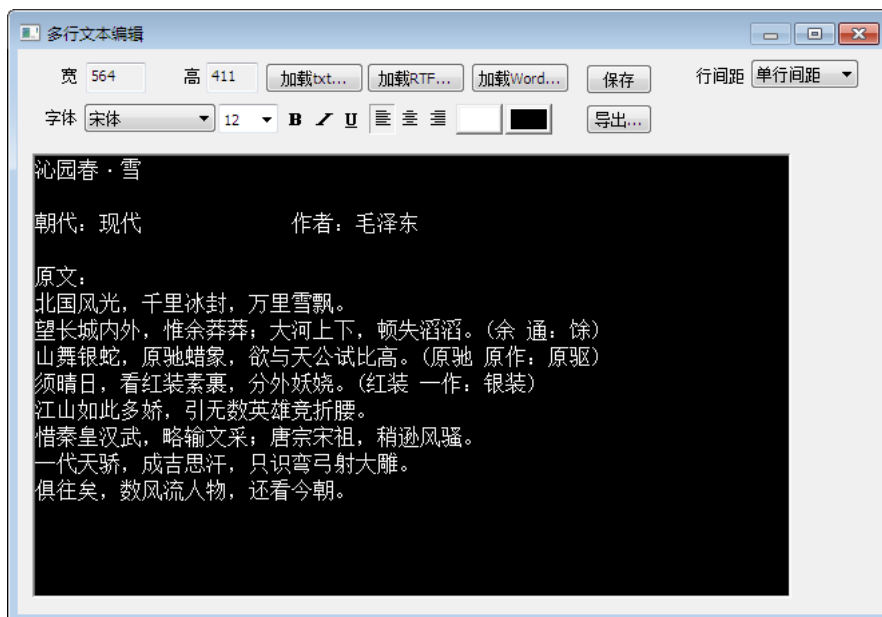 多行文本编辑
宽 564 高 411 加载txt... 加载RTF... 加载Word... 保存 行间距 单行间距
字体 宋体 12 B I U 导出...
沁园春·雪
朝代：现代 作者：毛泽东
原文：
北国风光，千里冰封，万里雪飘。
望长城内外，惟余莽莽；大河上下，顿失滔滔。(余 通：馀)
山舞银蛇，原驰蜡象，欲与天公试比高。(原驰 原作：原驱)
须晴日，看红装素裹，分外妖娆。(红装 一作：银装)
江山如此多娇，引无数英雄竞折腰。
惜秦皇汉武，略输文采；唐宗宋祖，稍逊风骚。
一代天骄，成吉思汗，只识弯弓射大雕。
俱往矣，数风流人物，还看今朝。